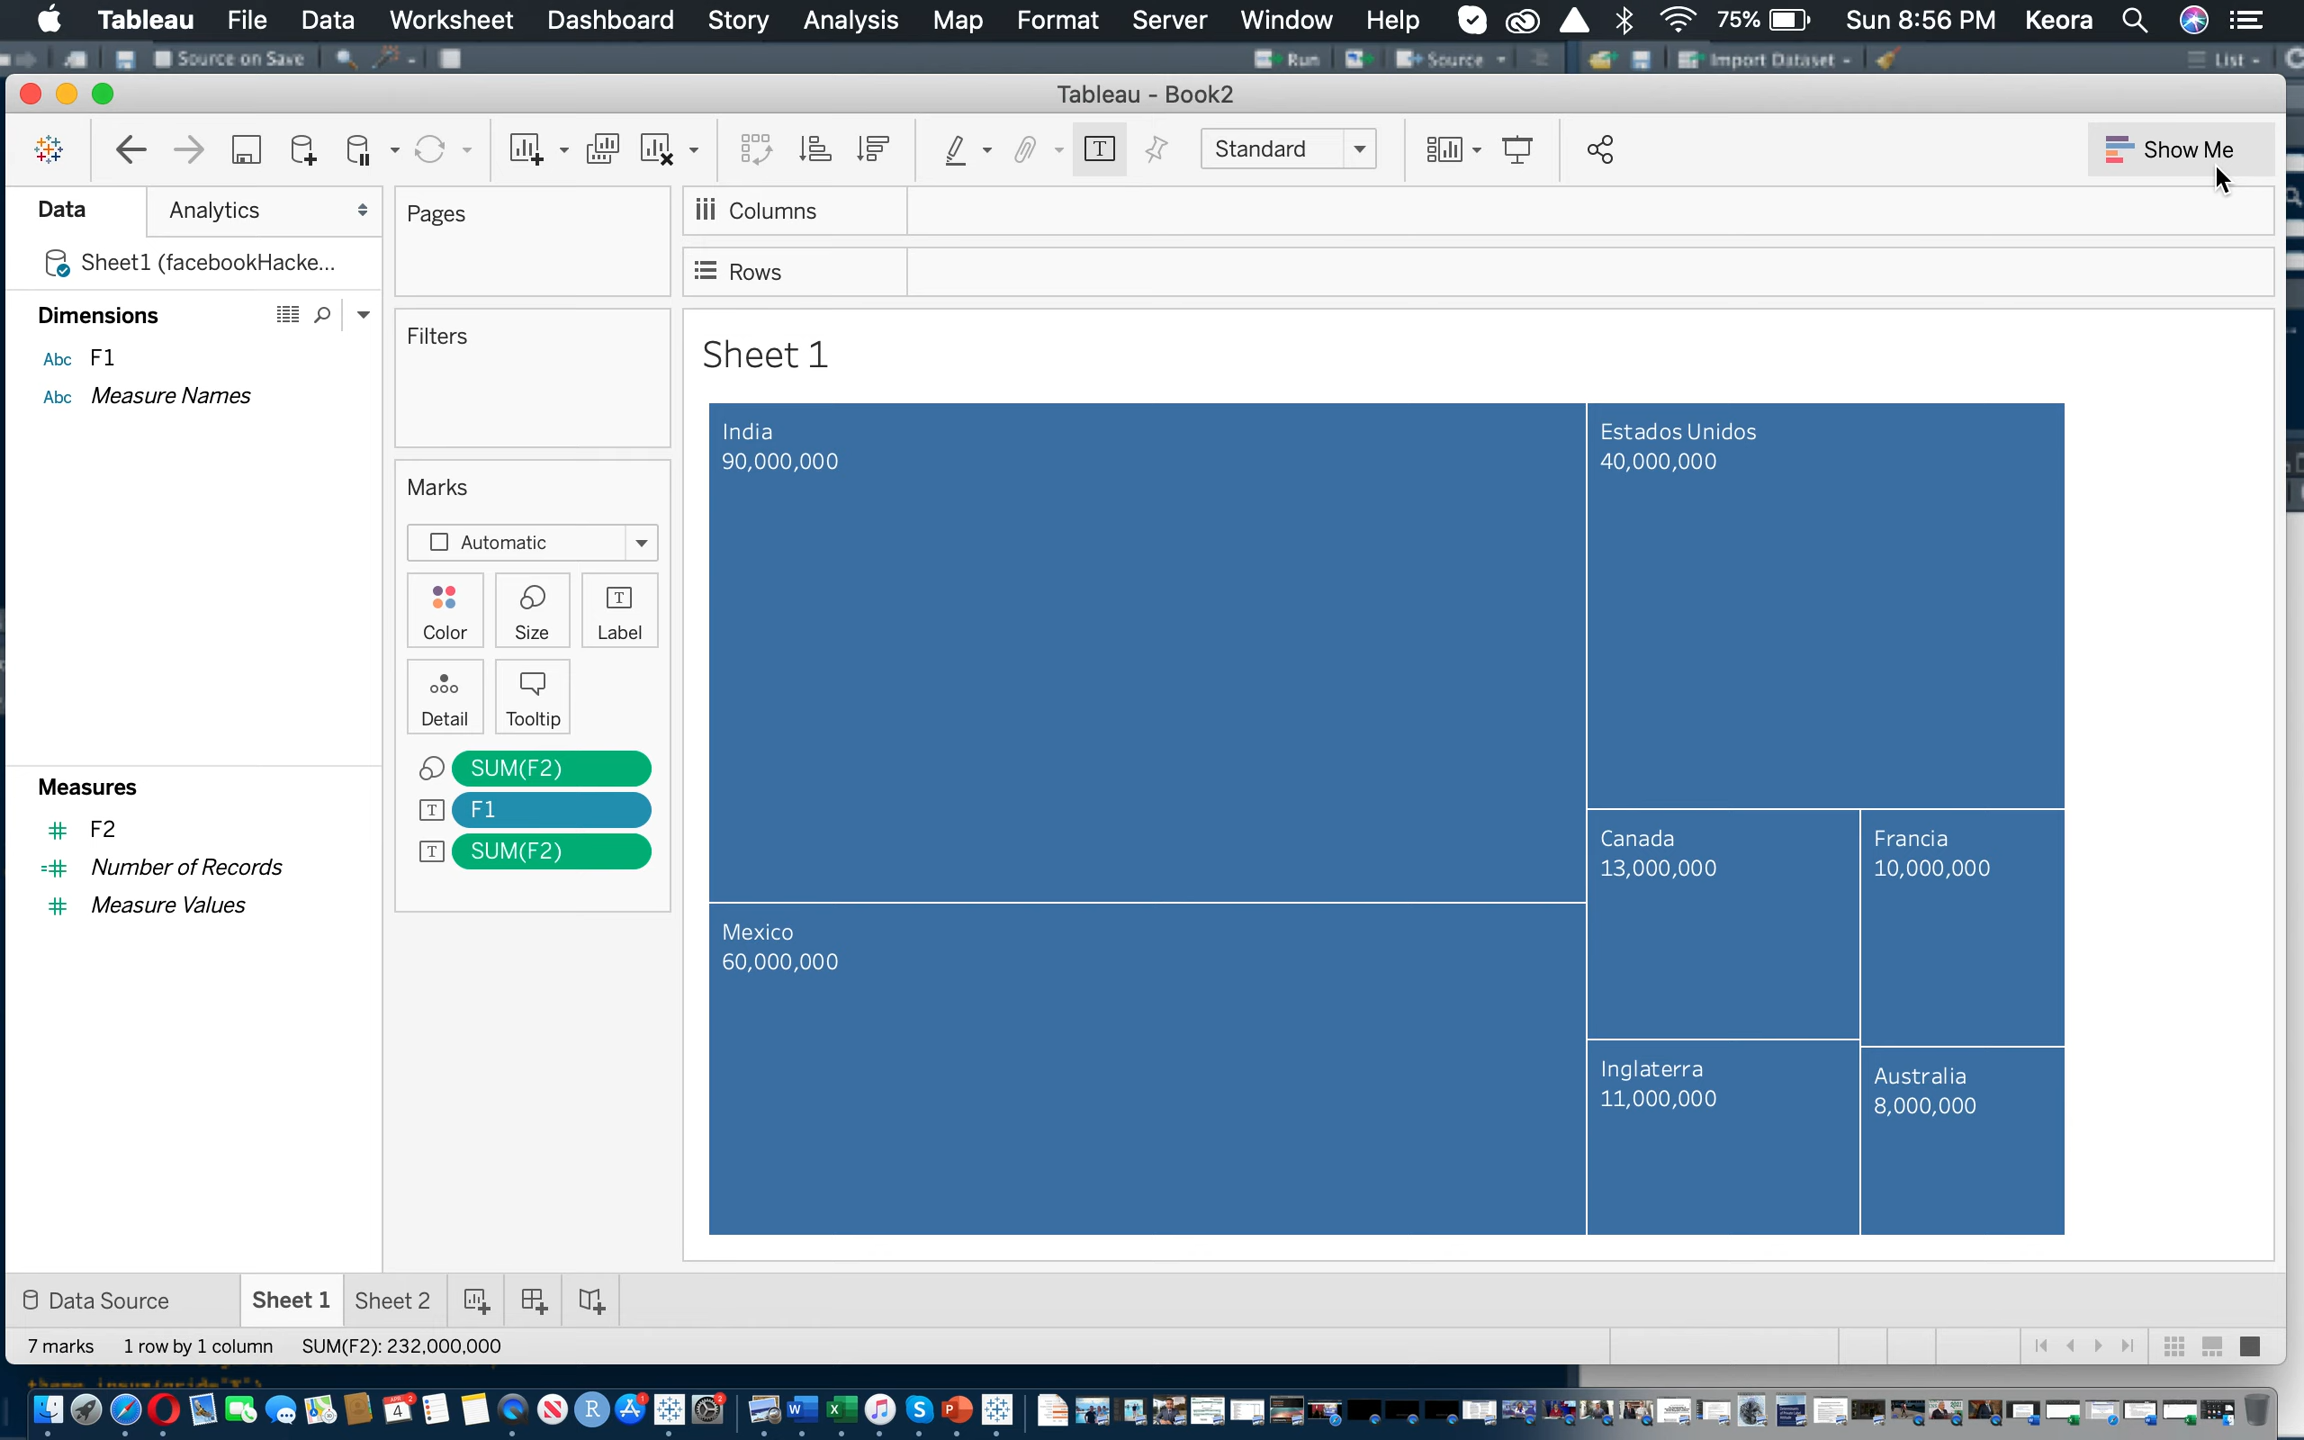 Tableau File Data Worksheet Dashboard Story Analysis Map Format Server Window Help 75% Sun 8:56 PM Keora
Source on Save Run Source Import Dataset List
Tableau - Book2
Standard Show Me
Data Analytics
Sheet1 (facebookHacke...
Dimensions
Abc F1
Abc Measure Names
Measures
F2
Number of Records
Measure Values
Pages
Filters
Marks
Automatic
Color Size Label
Detail Tooltip
SUM(F2)
F1
SUM(F2)
Columns
Rows
Sheet 1
India
90,000,000
Estados Unidos
40,000,000
Mexico
60,000,000
Canada
13,000,000
Francia
10,000,000
Inglaterra
11,000,000
Australia
8,000,000
Data Source Sheet 1 Sheet 2
7 marks 1 row by 1 column SUM(F2): 232,000,000